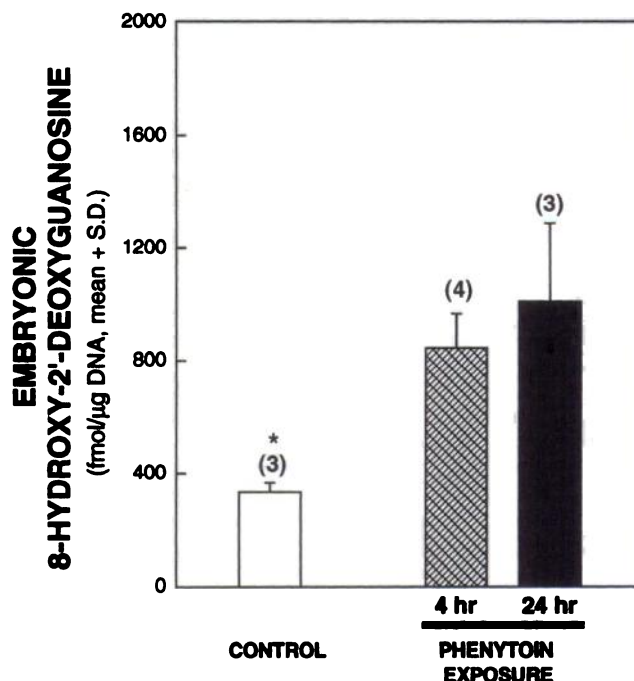 EMBRYONIC
8-HYDROXY-2'-DEOXYGUANOSINE
(fmol/µg DNA, mean + S.D.)
2000
1600
1200
800
400
0
*
(3)
(4)
(3)
4 hr 24 hr
CONTROL PHENYTOIN
EXPOSURE